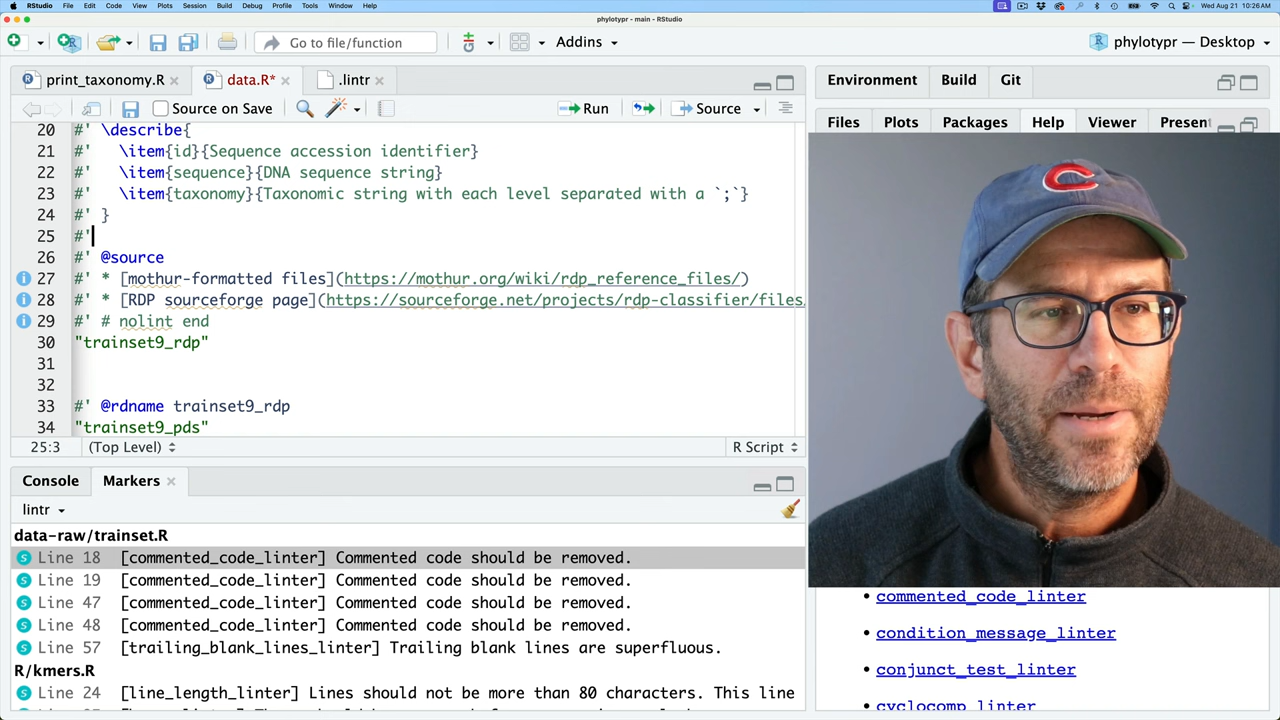 RStudio File Edit Code View Plots Session Build Debug Profile Tools Window Help Wed Aug 21 10:26 AM
phylotypr - main - RStudio
Go to file/function Addins phylotypr — Desktop
print_taxonomy.R data.R* .lintr
Source on Save Run Source
20 #' \describe{
21 #'   \item{id}{Sequence accession identifier}
22 #'   \item{sequence}{DNA sequence string}
23 #'   \item{taxonomy}{Taxonomic string with each level separated with a `;`}
24 #' }
25 #'
26 #' @source
27 #' * [mothur-formatted files](https://mothur.org/wiki/rdp_reference_files/)
28 #' * [RDP sourceforge page](https://sourceforge.net/projects/rdp-classifier/files/
29 #' # nolint end
30 "trainset9_rdp"
31
32
33 #' @rdname trainset9_rdp
34 "trainset9_pds"
25:3 (Top Level) R Script
Console Markers
lintr
data-raw/trainset.R
Line 18 [commented_code_linter] Commented code should be removed.
Line 19 [commented_code_linter] Commented code should be removed.
Line 47 [commented_code_linter] Commented code should be removed.
Line 48 [commented_code_linter] Commented code should be removed.
Line 57 [trailing_blank_lines_linter] Trailing blank lines are superfluous.
R/kmers.R
Line 24 [line_length_linter] Lines should not be more than 80 characters. This line
Environment Build Git
Files Plots Packages Help Viewer Present
C
• commented_code_linter
• condition_message_linter
• conjunct_test_linter
cyclocomp_linter